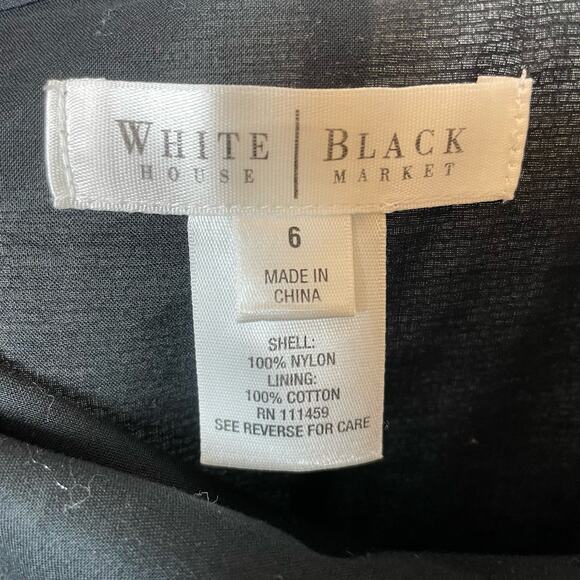 WHITE | BLACK
HOUSE MARKET
6
MADE IN
CHINA
SHELL:
100% NYLON
LINING:
100% COTTON
RN 111459
SEE REVERSE FOR CARE